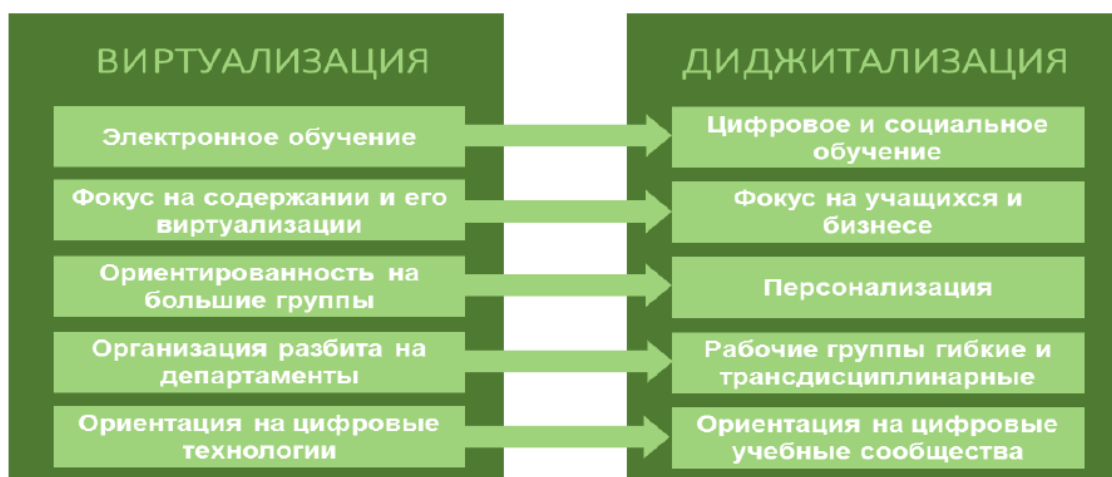 ВИРТУАЛИЗАЦИЯ
Электронное обучение
Фокус на содержании и его
виртуализации
Ориентированность на
большие группы
Организация разбита на
департаменты
Ориентация на цифровые
технологии
ДИДЖИТАЛИЗАЦИЯ
Цифровое и социальное
обучение
Фокус на учащихся и
бизнесе
Персонализация
Рабочие группы гибкие и
трансдисциплинарные
Ориентация на цифровые
учебные сообщества